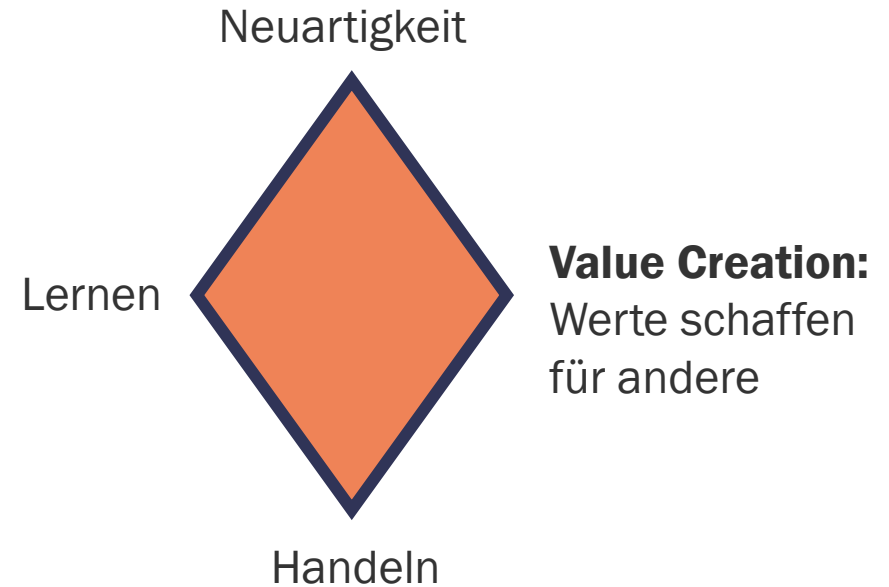 Neuartigkeit
Lernen
Value Creation:
Werte schaffen
für andere
Handeln